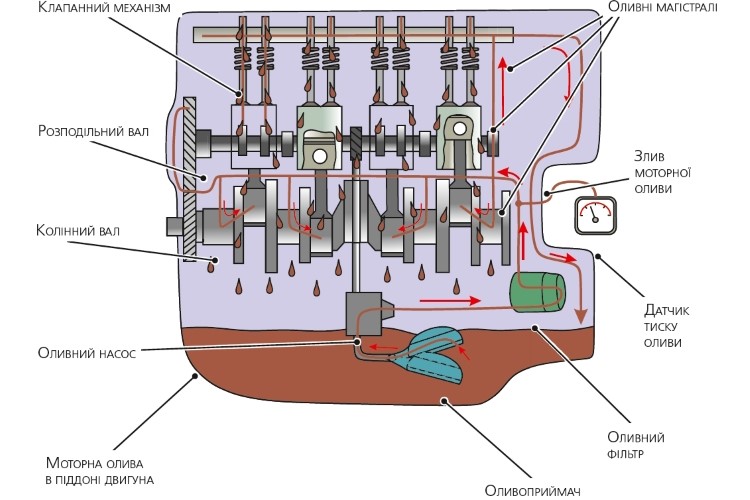 Клапанний механізм
Оливні магістралі
Розподільний вал
Злив
моторної
оливи
Колінний вал
Датчик
тиску
оливи
Оливний насос
Оливний
фільтр
Моторна олива
в піддоні двигуна
Оливоприймач